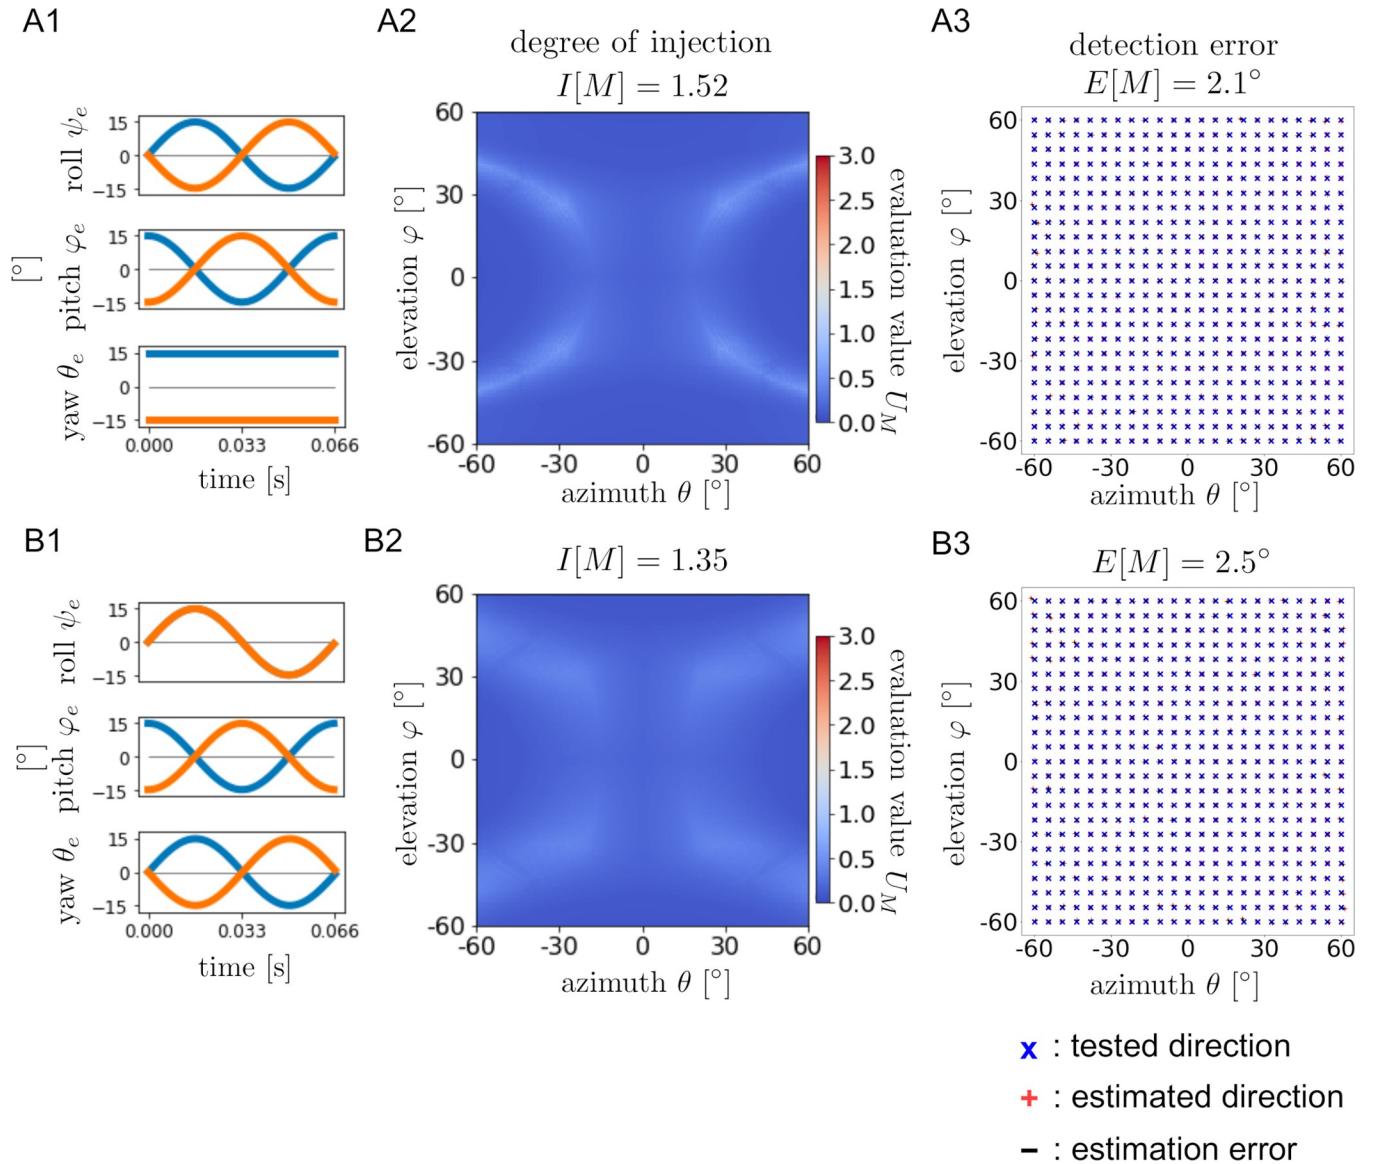 A1
A2
A3
degree of injection
I[M] = 1.52
detection error
E[M] = 2.1°
roll ψe
15
0
−15
pitch φe
15
0
−15
[°]
yaw θe
15
0
−15
0.000 0.033 0.066
time [s]
elevation φ [°]
60
30
0
-30
-60
-60 -30 0 30 60
azimuth θ [°]
3.0
2.5
2.0
1.5
1.0
0.5
0.0
evaluation value UM
elevation φ [°]
60
30
0
-30
-60
-60 -30 0 30 60
azimuth θ [°]
B1
B2
B3
I[M] = 1.35
E[M] = 2.5°
roll ψe
15
0
−15
pitch φe
15
0
−15
[°]
yaw θe
15
0
−15
0.000 0.033 0.066
time [s]
elevation φ [°]
60
30
0
-30
-60
-60 -30 0 30 60
azimuth θ [°]
3.0
2.5
2.0
1.5
1.0
0.5
0.0
evaluation value UM
elevation φ [°]
60
30
0
-30
-60
-60 -30 0 30 60
azimuth θ [°]
x : tested direction
+ : estimated direction
− : estimation error